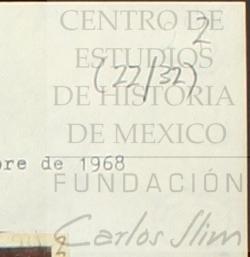 CENTRO DE
2
ESTUDIOS
(22/32)
DE HISTORIA
DE MEXICO
bre de 1968
FUNDACIÓN
Carlos Slim